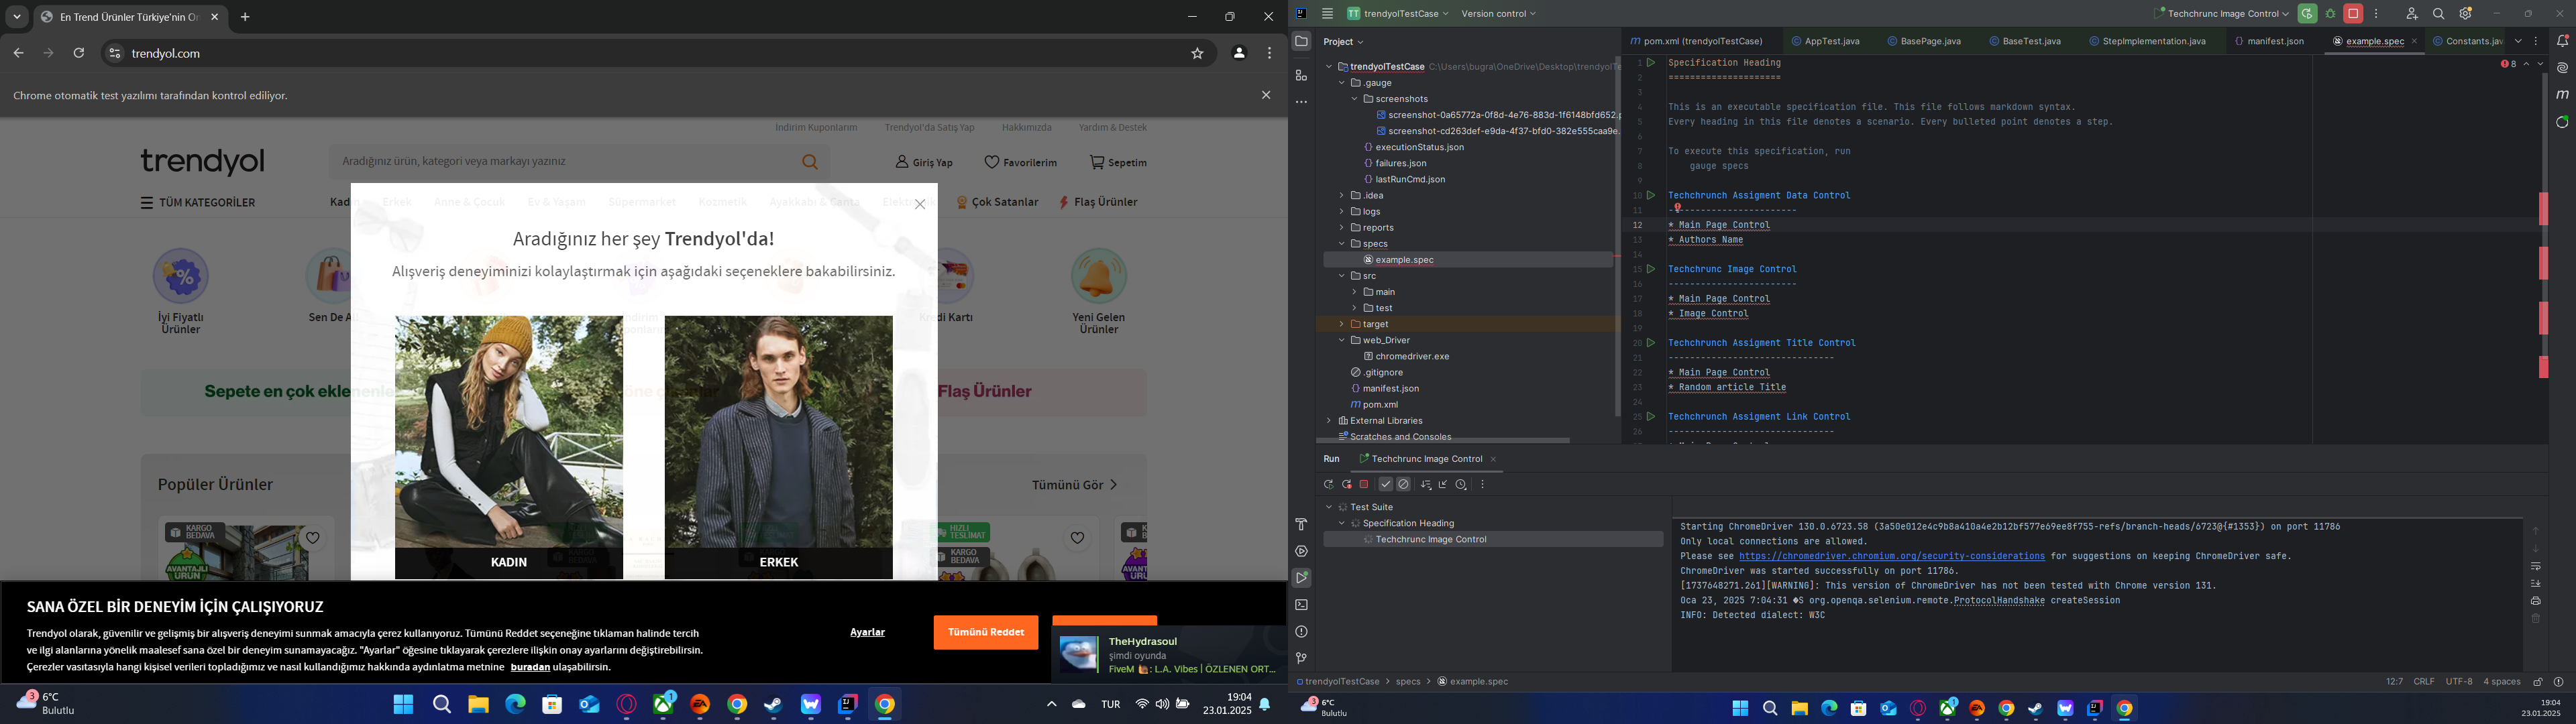 En Trend Ürünler Türkiye'nin On
trendyol.com
Chrome otomatik test yazılımı tarafından kontrol ediliyor.
İndirim Kuponlarım
Trendyol'da Satış Yap
Hakkımızda
Yardım & Destek
trendyol
Aradığınız ürün, kategori veya markayı yazınız
Giriş Yap
Favorilerim
Sepetim
TÜM KATEGORİLER
Kadın
Erkek
Anne & Çocuk
Ev & Yaşam
Süpermarket
Kozmetik
Ayakkabı & Çanta
Elektronik
Çok Satanlar
Flaş Ürünler
Aradığınız her şey Trendyol'da!
Alışveriş deneyiminizi kolaylaştırmak için aşağıdaki seçeneklere bakabilirsiniz.
İyi Fiyatlı
Ürünler
Sen De Al
Kredi Kartı
Yeni Gelen
Ürünler
Sepete en çok eklenenler
Flaş Ürünler
Popüler Ürünler
Tümünü Gör
KARGO
BEDAVA
AVANTAJLI
ÜRÜN
HIZLI
TESLİMAT
KARGO
BEDAVA
KADIN
ERKEK
SANA ÖZEL BİR DENEYİM İÇİN ÇALIŞIYORUZ
Trendyol olarak, güvenilir ve gelişmiş bir alışveriş deneyimi sunmak amacıyla çerez kullanıyoruz. Tümünü Reddet seçeneğine tıklaman halinde tercih
ve ilgi alanlarına yönelik maalesef sana özel bir deneyim sunamayacağız. "Ayarlar" öğesine tıklayarak çerezlere ilişkin onay ayarlarını değiştirebilirsin.
Çerezler vasıtasıyla hangi kişisel verileri topladığımız ve nasıl kullandığımız hakkında aydınlatma metnine buradan ulaşabilirsin.
Ayarlar
Tümünü Reddet
TheHydrasoul
şimdi oyunda
FiveM : L.A. Vibes | ÖZLENEN ORT...
3
6°C
Bulutlu
1
TUR
19:04
23.01.2025
TT trendyolTestCase
Version control
Techchrunc Image Control
Project
pom.xml (trendyolTestCase)
AppTest.java
BasePage.java
BaseTest.java
StepImplementation.java
manifest.json
example.spec
Constants.jav
trendyolTestCase C:\Users\bugra\OneDrive\Desktop\trendyolTe
.gauge
screenshots
screenshot-0a65772a-0f8d-4e76-883d-1f6148bfd652.p
screenshot-cd263def-e9da-4f37-bfd0-382e555caa9e.
executionStatus.json
failures.json
lastRunCmd.json
.idea
logs
reports
specs
example.spec
src
main
test
target
web_Driver
chromedriver.exe
.gitignore
manifest.json
pom.xml
External Libraries
Scratches and Consoles
8
1 Specification Heading
2 =====================
3
4 This is an executable specification file. This file follows markdown syntax.
5 Every heading in this file denotes a scenario. Every bulleted point denotes a step.
6
7 To execute this specification, run
8 gauge specs
9
10 Techchrunch Assigment Data Control
11 ------------------------
12 * Main Page Control
13 * Authors Name
14
15 Techchrunc Image Control
16 ------------------------
17 * Main Page Control
18 * Image Control
19
20 Techchrunch Assigment Title Control
21 -------------------------------
22 * Main Page Control
23 * Random article Title
24
25 Techchrunch Assigment Link Control
26 -------------------------------
Run
Techchrunc Image Control
Test Suite
Specification Heading
Techchrunc Image Control
Starting ChromeDriver 130.0.6723.58 (3a50e012e4c9b8a410a4e2b12bf577e69ee8f755-refs/branch-heads/6723@{#1353}) on port 11786
Only local connections are allowed.
Please see https://chromedriver.chromium.org/security-considerations for suggestions on keeping ChromeDriver safe.
ChromeDriver was started successfully on port 11786.
[1737648271.261][WARNING]: This version of ChromeDriver has not been tested with Chrome version 131.
Oca 23, 2025 7:04:31 �S org.openqa.selenium.remote.ProtocolHandshake createSession
INFO: Detected dialect: W3C
trendyolTestCase > specs > example.spec
12:7
CRLF
UTF-8
4 spaces
3
6°C
Bulutlu
19:04
23.01.2025